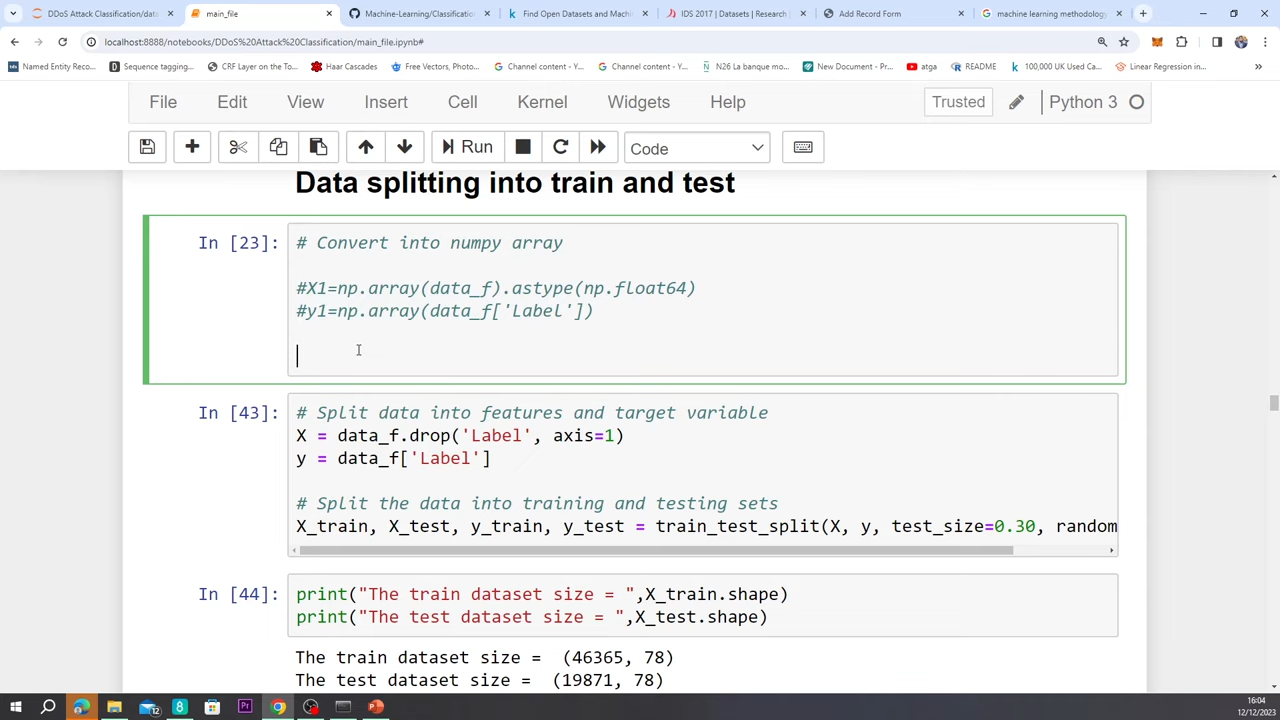 DDoS Attack Classification/data
main_file
Machine-Learning/Classification
Find Open Datasets and Machin
IDS 2017 | Datasets | Research
Add Record Form
machine learning methodology
localhost:8888/notebooks/DDoS%20Attack%20Classification/main_file.ipynb#
Named Entity Reco...
Sequence tagging...
CRF Layer on the To...
Haar Cascades
Free Vectors, Photo...
Channel content - Y...
Channel content - Y...
N26 La banque mo...
New Document - Pr...
atga
README
100,000 UK Used Ca...
Linear Regression in...
File
Edit
View
Insert
Cell
Kernel
Widgets
Help
Trusted
Python 3
Run
Code
Data splitting into train and test
In [23]:
# Convert into numpy array
#X1=np.array(data_f).astype(np.float64)
#y1=np.array(data_f['Label'])
In [43]:
# Split data into features and target variable
X = data_f.drop('Label', axis=1)
y = data_f['Label']
# Split the data into training and testing sets
X_train, X_test, y_train, y_test = train_test_split(X, y, test_size=0.30, random
In [44]:
print("The train dataset size = ",X_train.shape)
print("The test dataset size = ",X_test.shape)
The train dataset size =  (46365, 78)
The test dataset size =  (19871, 78)
16:04
12/12/2023